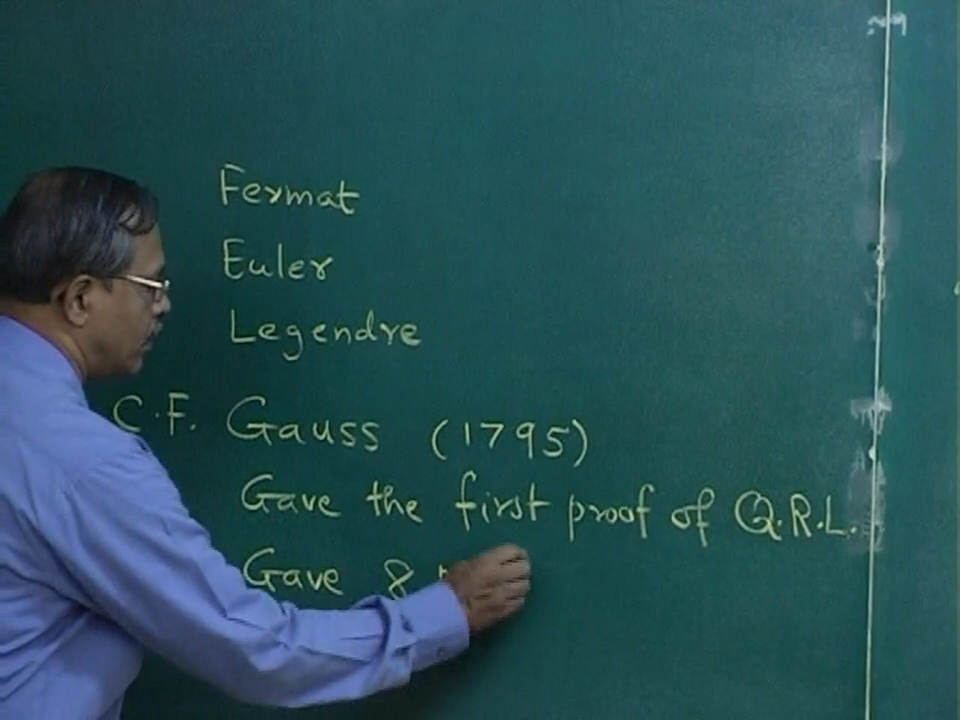 Fermat
Euler
Legendre
C.F. Gauss (1795)
Gave the first proof of Q.R.L.
Gave 8